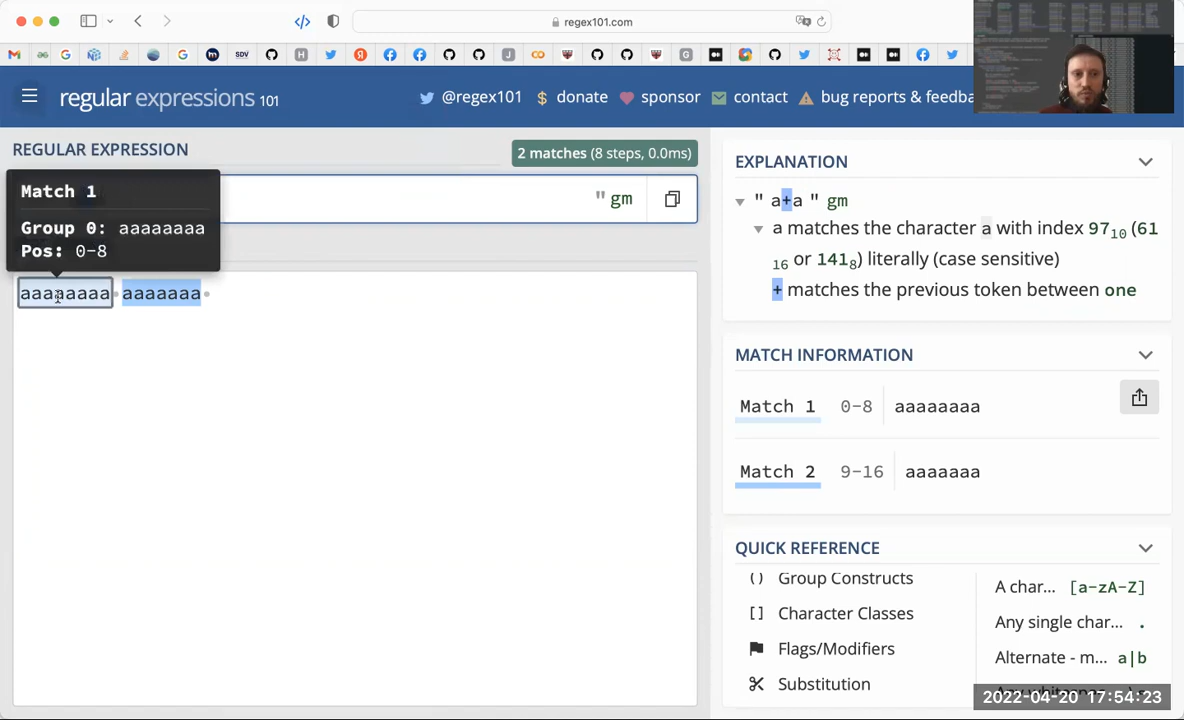 regex101.com
SDV
regular expressions 101
@regex101 donate sponsor contact bug reports & feedba
REGULAR EXPRESSION
2 matches (8 steps, 0.0ms)
" gm
Match 1
Group 0: aaaaaaaa
Pos: 0-8
aaaaaaaa aaaaaaa
EXPLANATION
" a+a " gm
a matches the character a with index 97₁₀ (61
₁₆ or 141₈) literally (case sensitive)
+ matches the previous token between one
MATCH INFORMATION
Match 1 0-8 aaaaaaaa
Match 2 9-16 aaaaaaa
QUICK REFERENCE
() Group Constructs
[] Character Classes
Flags/Modifiers
Substitution
A char... [a-zA-Z]
Any single char... .
Alternate - m... a|b
2022-04-20 17:54:23